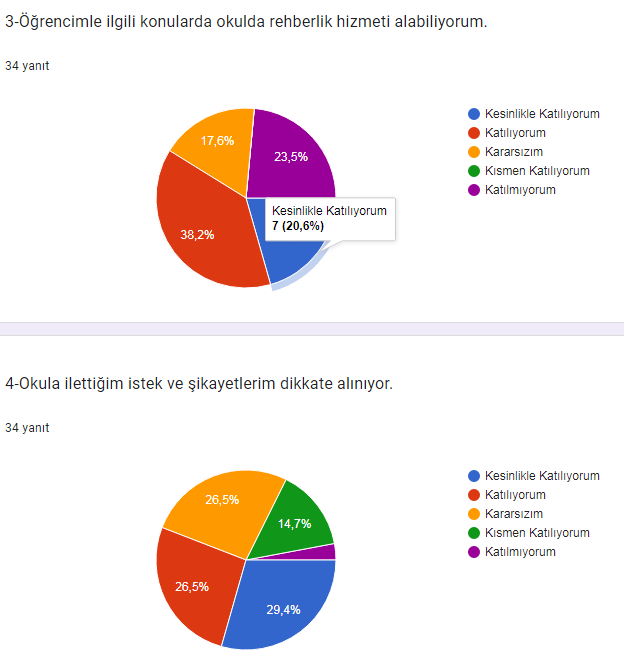 3-Öğrencimle ilgili konularda okulda rehberlik hizmeti alabiliyorum.
34 yanıt
Kesinlikle Katılıyorum
Katılıyorum
Kararsızım
Kısmen Katılıyorum
Katılmıyorum
17,6%
23,5%
38,2%
Kesinlikle Katılıyorum
7 (20,6%)
4-Okula ilettiğim istek ve şikayetlerim dikkate alınıyor.
34 yanıt
Kesinlikle Katılıyorum
Katılıyorum
Kararsızım
Kısmen Katılıyorum
Katılmıyorum
26,5%
14,7%
26,5%
29,4%